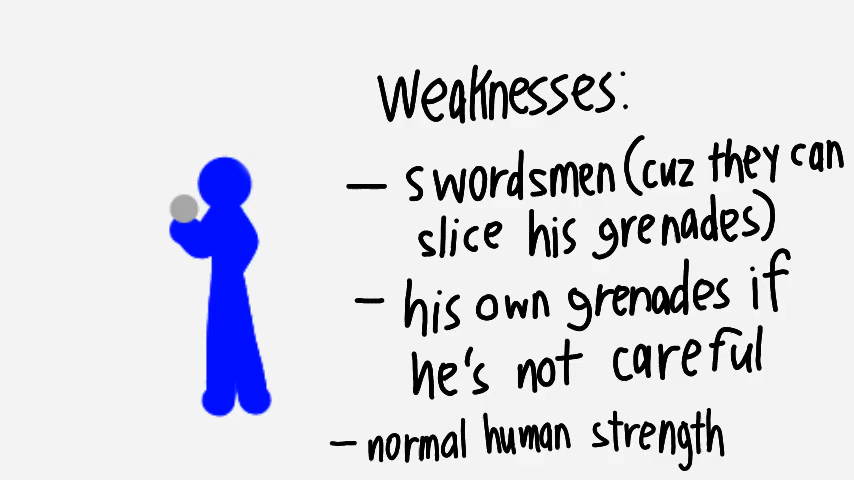 Weaknesses:
— swordsmen (cuz they can
slice his grenades)
— his own grenades if
he's not careful
— normal human strength